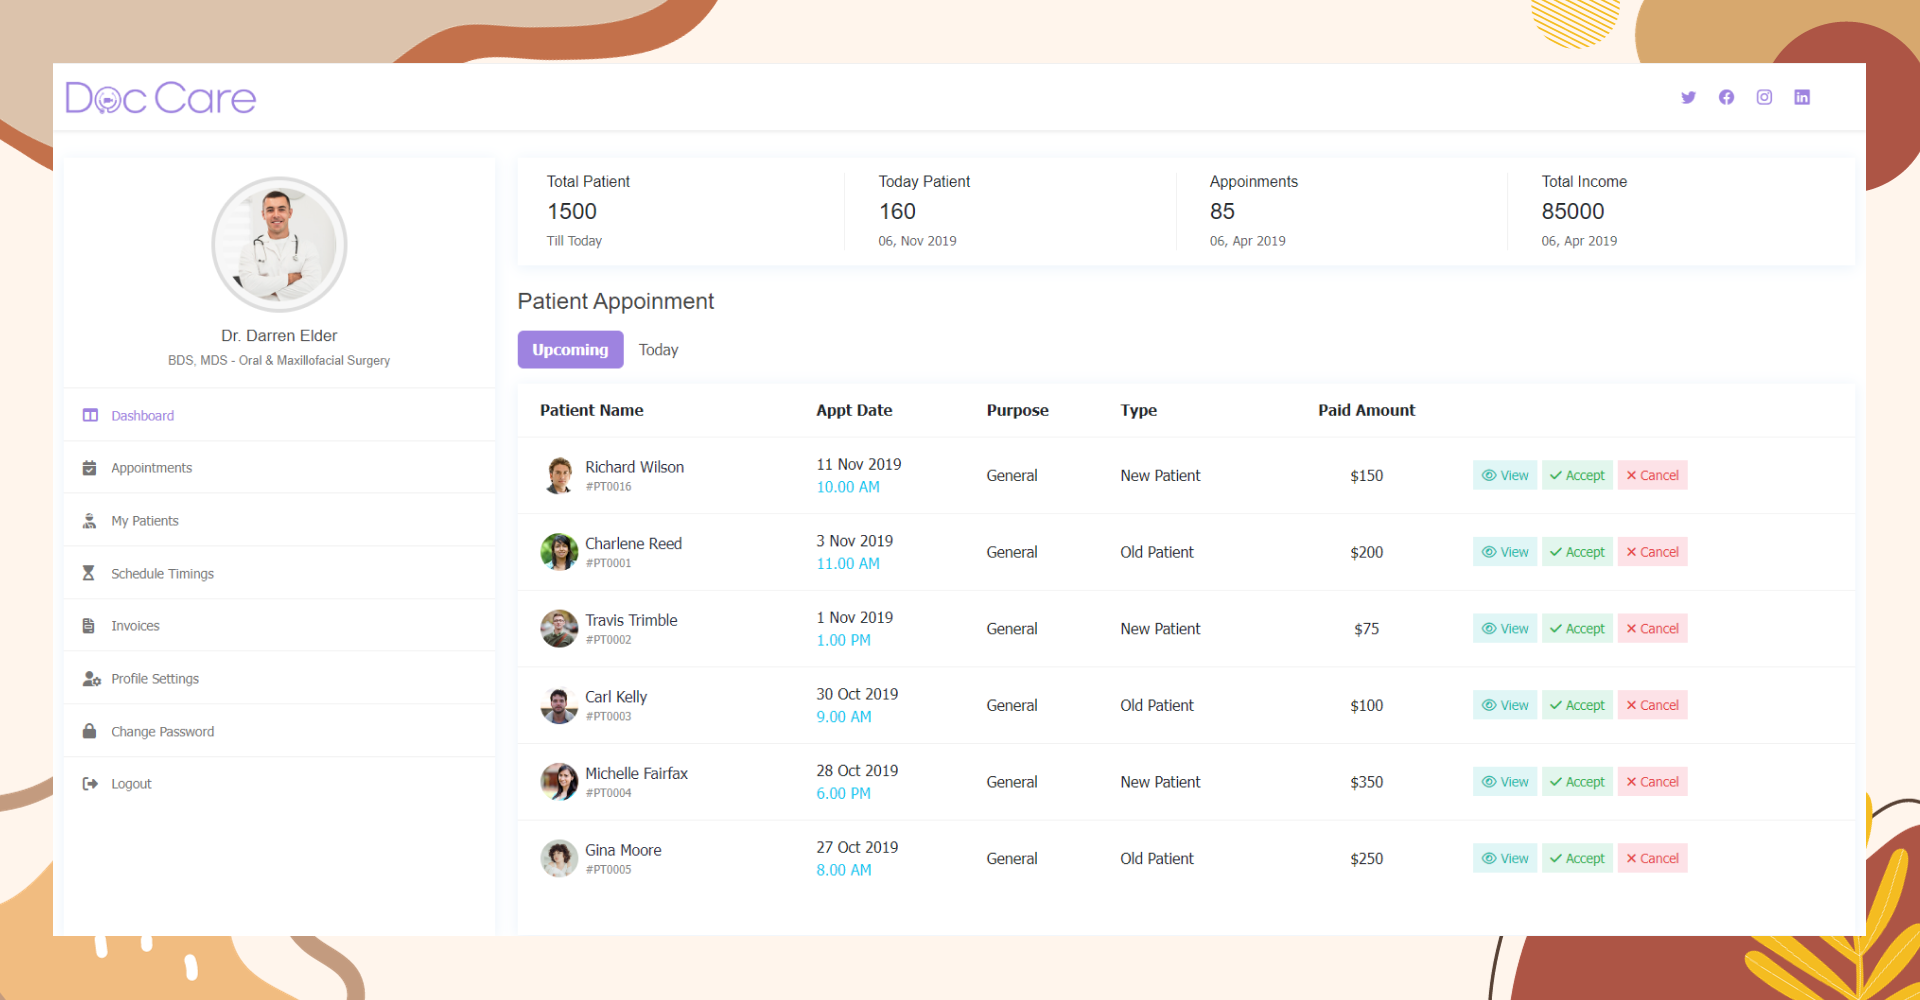 Doc Care
Dr. Darren Elder
BDS, MDS - Oral & Maxillofacial Surgery
Dashboard
Appointments
My Patients
Schedule Timings
Invoices
Profile Settings
Change Password
Logout
Total Patient
1500
Till Today
Today Patient
160
06, Nov 2019
Appoinments
85
06, Apr 2019
Total Income
85000
06, Apr 2019
Patient Appoinment
Upcoming Today
Patient Name Appt Date Purpose Type Paid Amount
Richard Wilson
#PT0016
11 Nov 2019
10.00 AM
General New Patient $150 View Accept Cancel
Charlene Reed
#PT0001
3 Nov 2019
11.00 AM
General Old Patient $200 View Accept Cancel
Travis Trimble
#PT0002
1 Nov 2019
1.00 PM
General New Patient $75 View Accept Cancel
Carl Kelly
#PT0003
30 Oct 2019
9.00 AM
General Old Patient $100 View Accept Cancel
Michelle Fairfax
#PT0004
28 Oct 2019
6.00 PM
General New Patient $350 View Accept Cancel
Gina Moore
#PT0005
27 Oct 2019
8.00 AM
General Old Patient $250 View Accept Cancel